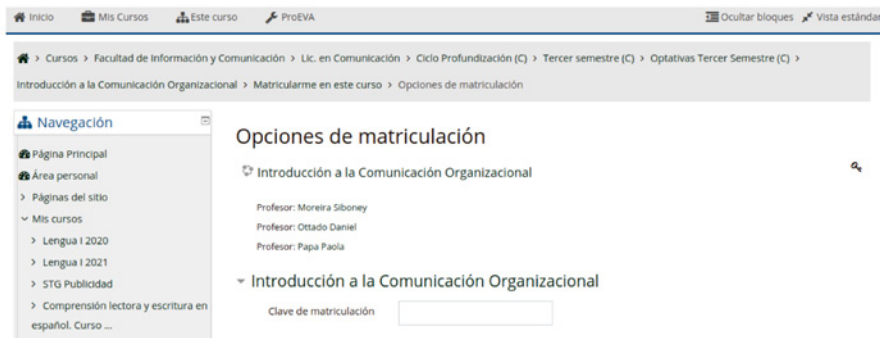 Inicio Mis Cursos Este curso ProEVA Ocultar bloques Vista estándar
> Cursos > Facultad de Información y Comunicación > Lic. en Comunicación > Ciclo Profundización (C) > Tercer semestre (C) > Optativas Tercer Semestre (C) >
Introducción a la Comunicación Organizacional > Matricularme en este curso > Opciones de matriculación
Navegación
Página Principal
Área personal
> Páginas del sitio
Mis cursos
> Lengua I 2020
> Lengua I 2021
> STG Publicidad
> Comprensión lectora y escritura en
español. Curso ...
Opciones de matriculación
Introducción a la Comunicación Organizacional
Profesor: Moreira Siboney
Profesor: Ottado Daniel
Profesor: Papa Paola
Introducción a la Comunicación Organizacional
Clave de matriculación